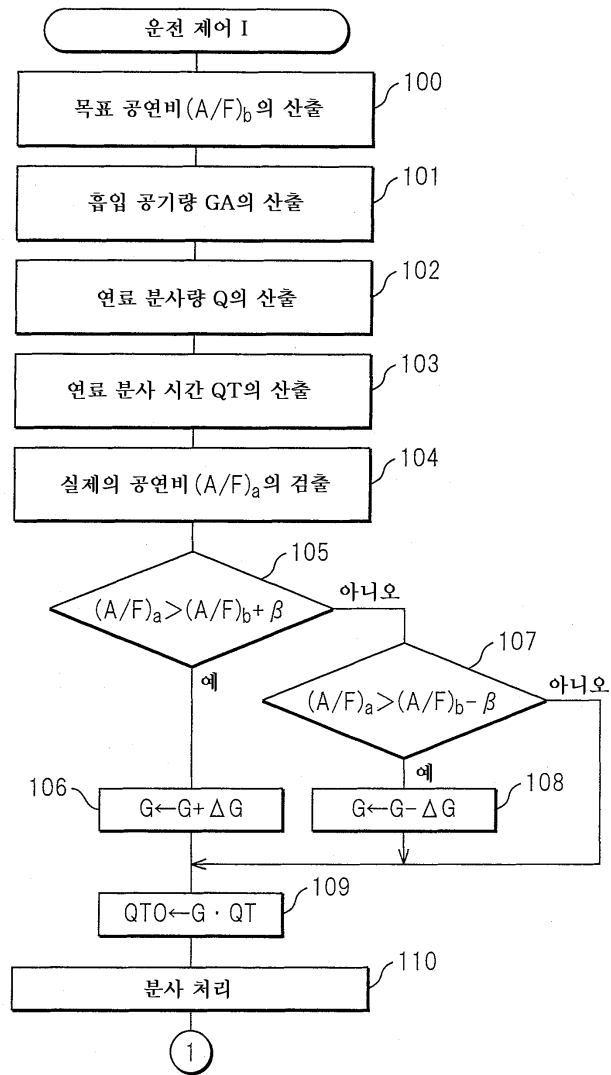 운전 제어 I
목표 공연비(A/F)b의 산출
100
흡입 공기량 GA의 산출
101
연료 분사량 Q의 산출
102
연료 분사 시간 QT의 산출
103
실제의 공연비(A/F)a의 검출
104
105
(A/F)a>(A/F)b+β
아니오
예
107
(A/F)a>(A/F)b-β
아니오
예
106
G←G+ΔG
108
G←G-ΔG
109
QTO←G·QT
110
분사 처리
1